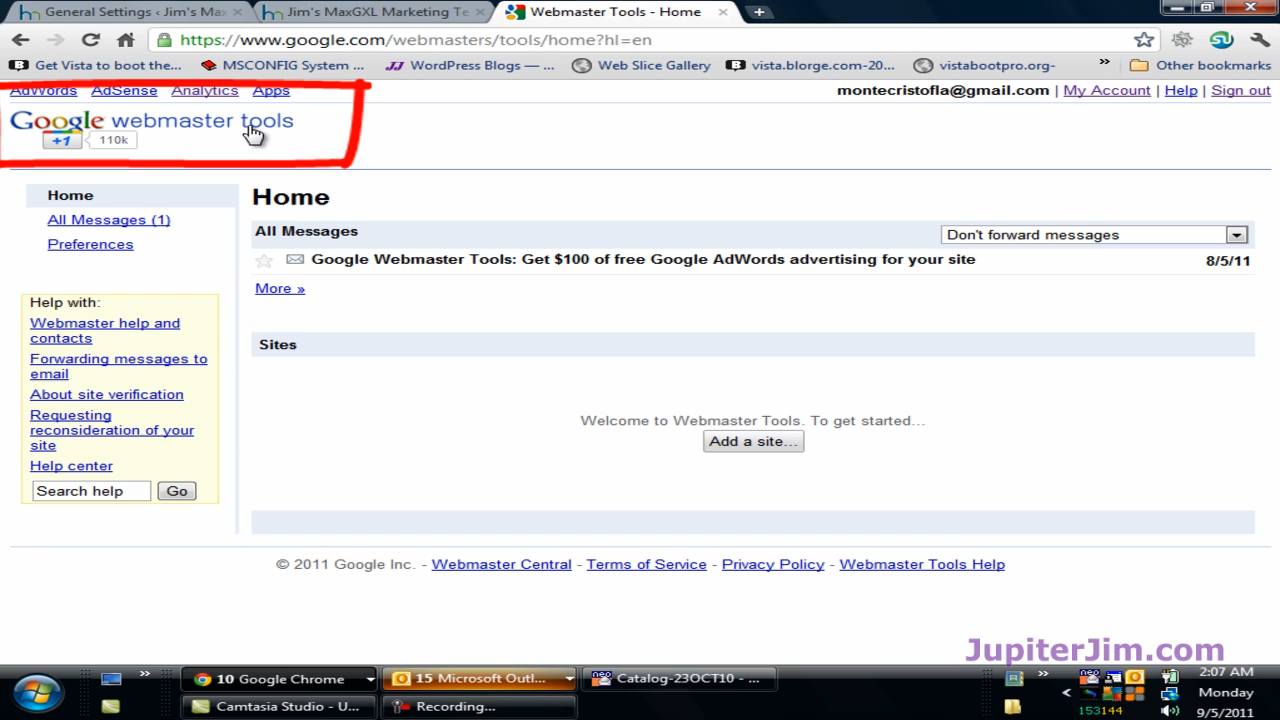 General Settings ‹ Jim's Max
Jim's MaxGXL Marketing Te
Webmaster Tools - Home
https://www.google.com/webmasters/tools/home?hl=en
Get Vista to boot the...
MSCONFIG System ...
WordPress Blogs — ...
Web Slice Gallery
vista.blorge.com-20...
vistabootpro.org-
»
Other bookmarks
AdWords AdSense Analytics Apps
montecristofla@gmail.com | My Account | Help | Sign out
Google webmaster tools
+1 110k
Home
All Messages (1)
Preferences
Help with:
Webmaster help and
contacts
Forwarding messages to
email
About site verification
Requesting
reconsideration of your
site
Help center
Search help Go
Home
All Messages
Don't forward messages
Google Webmaster Tools: Get $100 of free Google AdWords advertising for your site
8/5/11
More »
Sites
Welcome to Webmaster Tools. To get started...
Add a site...
© 2011 Google Inc. - Webmaster Central - Terms of Service - Privacy Policy - Webmaster Tools Help
JupiterJim.com
»
10 Google Chrome
15 Microsoft Outl...
neo Catalog-23OCT10 - ...
Camtasia Studio - U...
Recording...
»
neo
153144
2:07 AM
Monday
9/5/2011